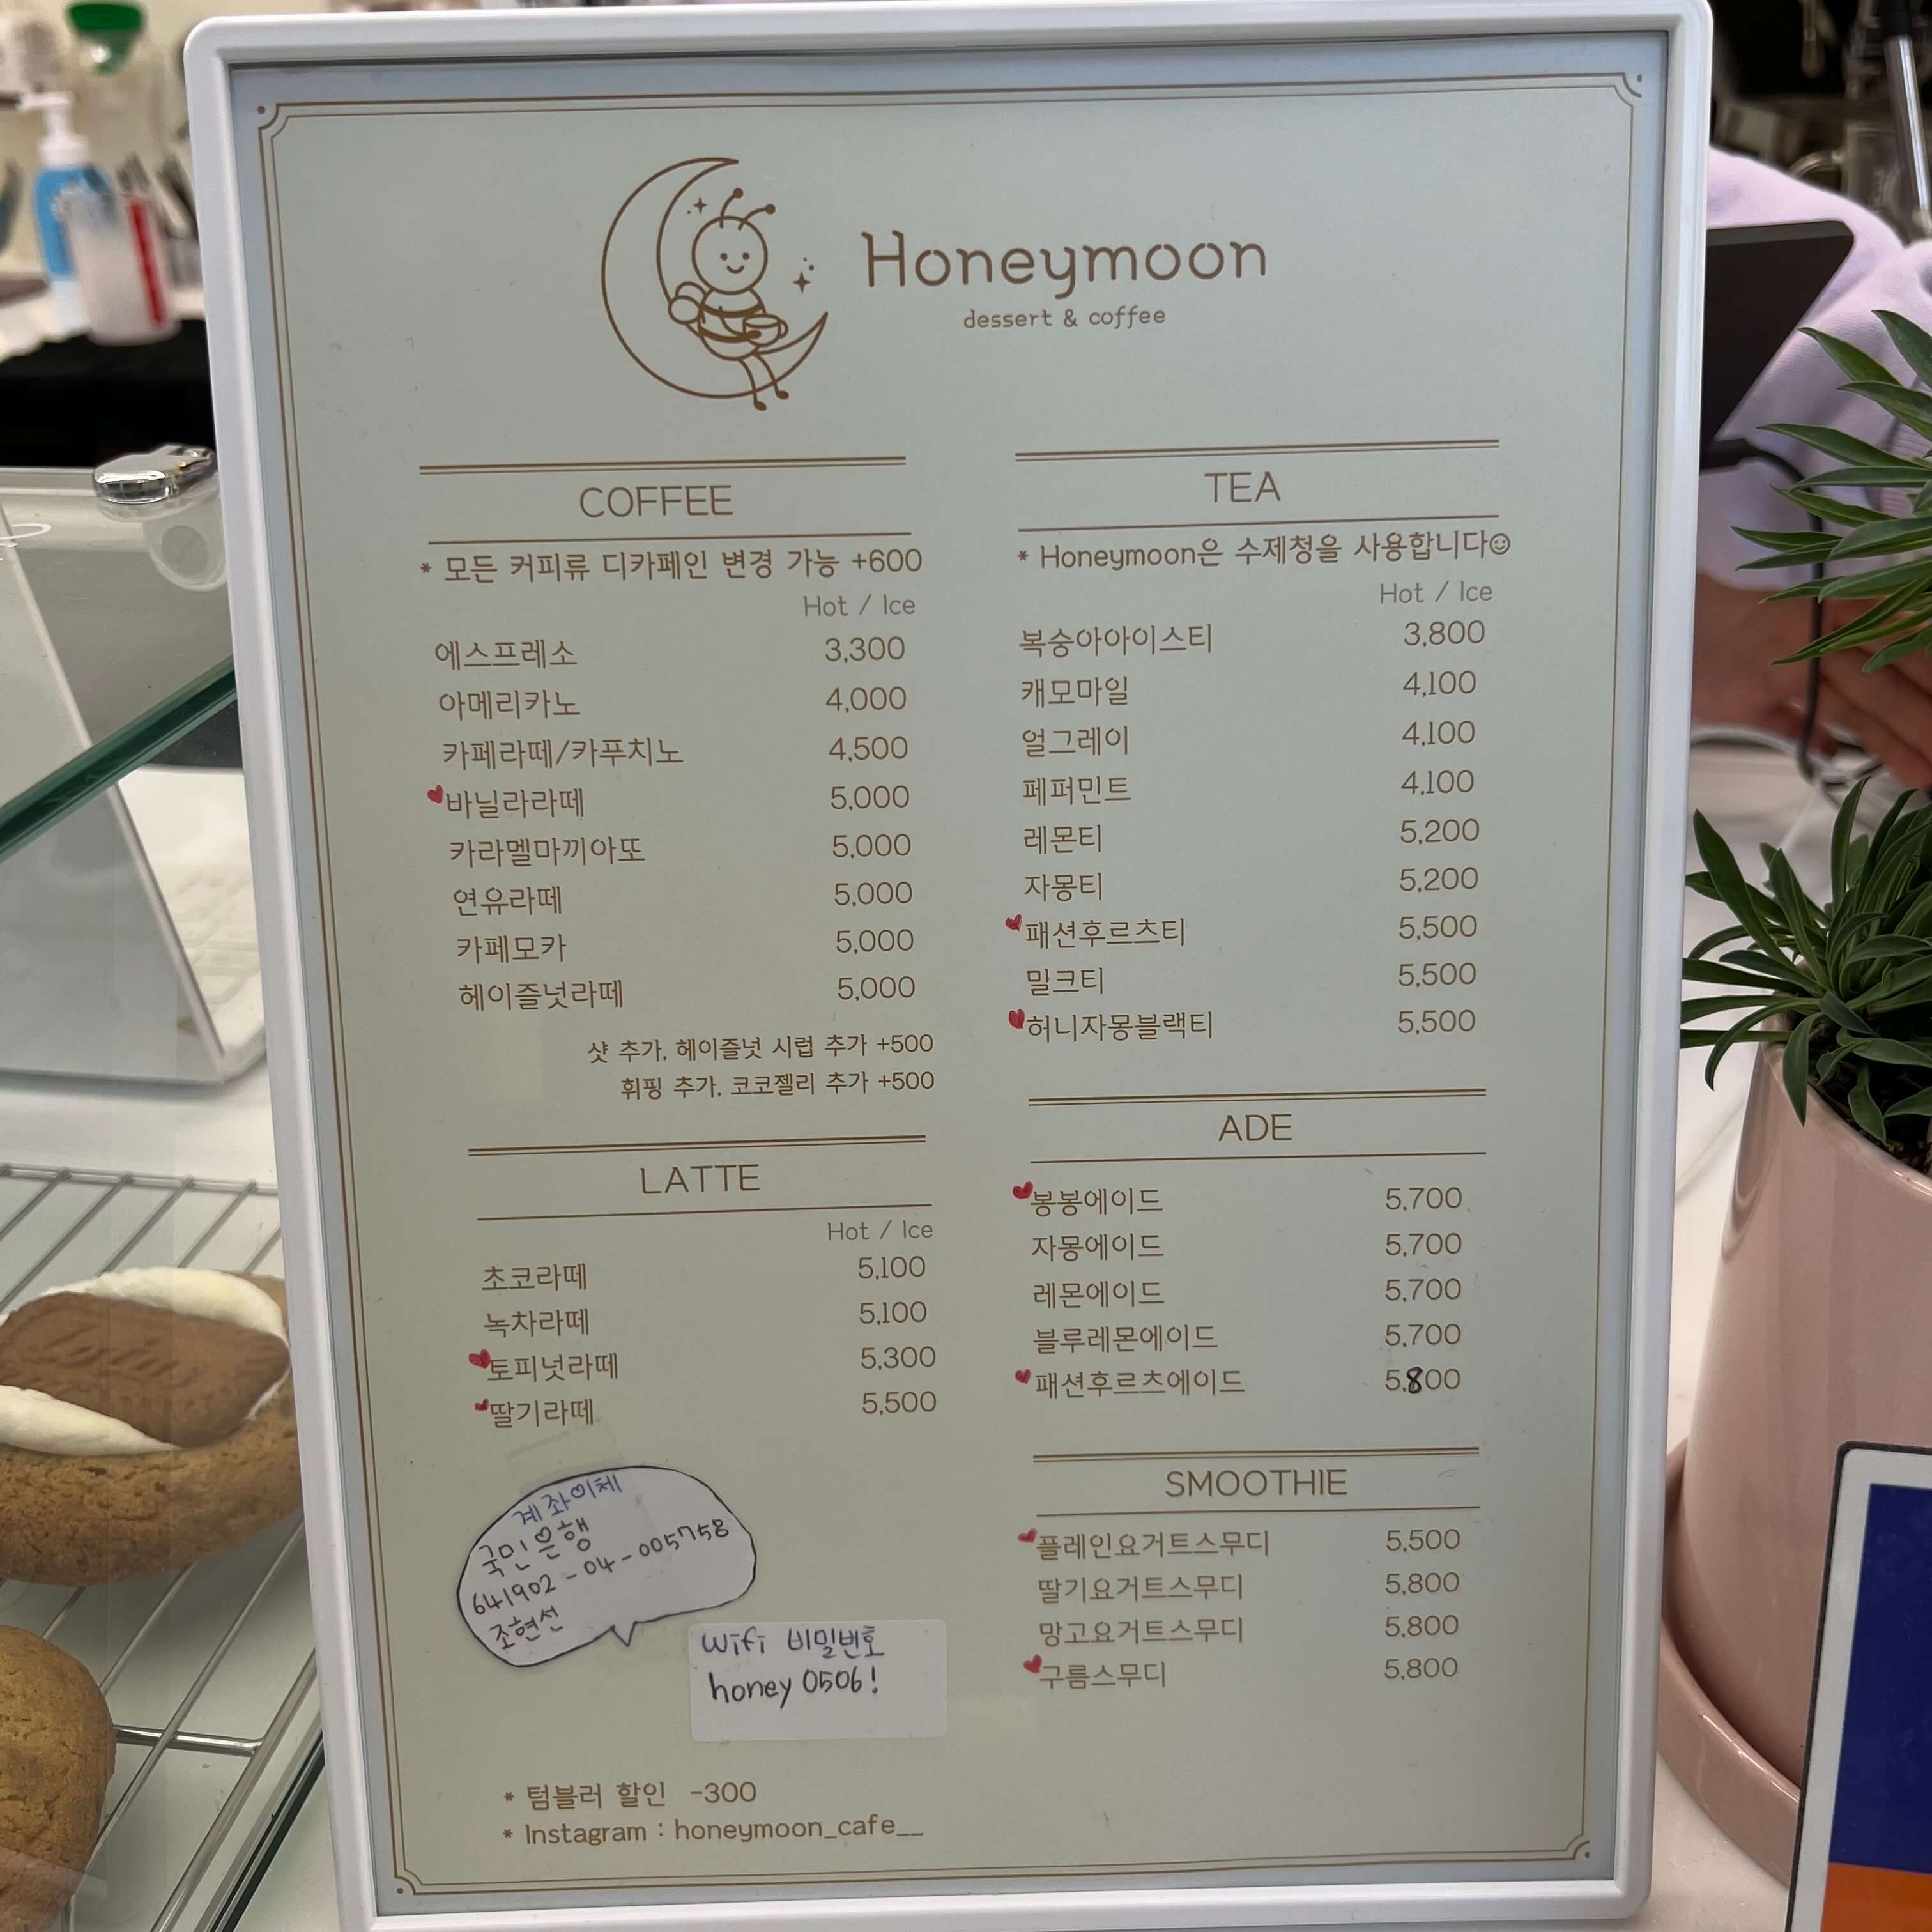 Honeymoon
dessert & coffee
COFFEE
* 모든 커피류 디카페인 변경 가능 +600
Hot / Ice
에스프레소 3,300
아메리카노 4,000
카페라떼/카푸치노 4,500
바닐라라떼 5,000
카라멜마끼아또 5,000
연유라떼 5,000
카페모카 5,000
헤이즐넛라떼 5,000
샷 추가, 헤이즐넛 시럽 추가 +500
휘핑 추가, 코코젤리 추가 +500
LATTE
Hot / Ice
초코라떼 5,100
녹차라떼 5,100
토피넛라떼 5,300
딸기라떼 5,500
계좌이체
국민은행
641902-04-005758
조현선
Wifi 비밀번호
honey0506!
* 텀블러 할인 -300
* Instagram : honeymoon_cafe__
TEA
* Honeymoon은 수제청을 사용합니다☺
Hot / Ice
복숭아아이스티 3,800
캐모마일 4,100
얼그레이 4,100
페퍼민트 4,100
레몬티 5,200
자몽티 5,200
패션후르츠티 5,500
말크티 5,500
허니자몽블랙티 5,500
ADE
봉봉에이드 5,700
자몽에이드 5,700
레몬에이드 5,700
블루레몬에이드 5,700
패션후르츠에이드 5,800
SMOOTHIE
플레인요거트스무디 5,500
딸기요거트스무디 5,800
망고요거트스무디 5,800
구름스무디 5,800